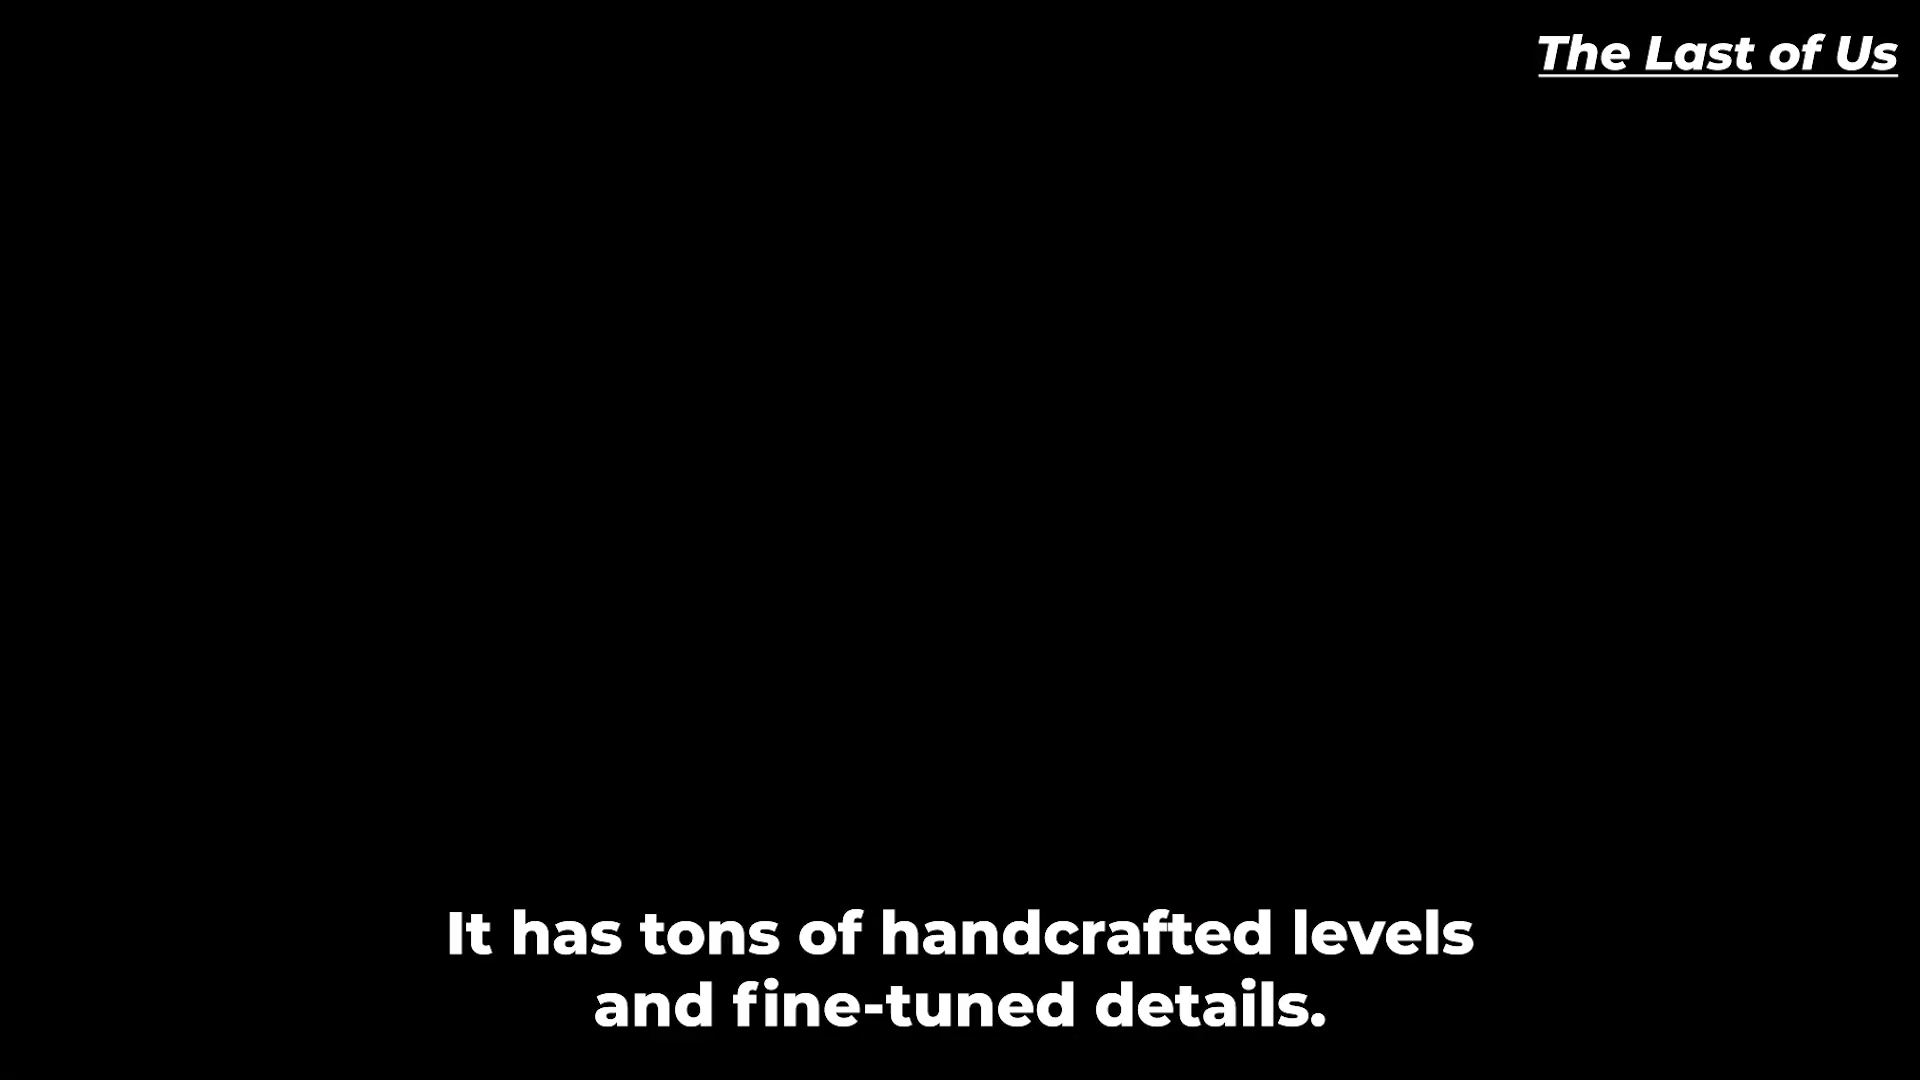 The Last of Us
It has tons of handcrafted levels
and fine-tuned details.